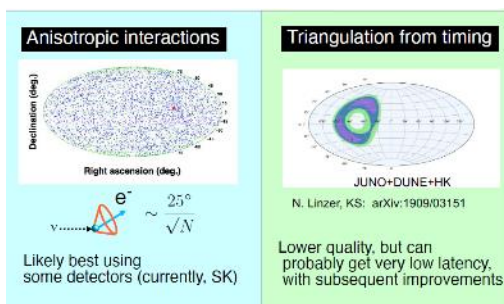 Anisotropic interactions
Declination (deg.)
Right ascension (deg.)
e-
ν
~ 25° / √N
Likely best using
some detectors (currently, SK)
Triangulation from timing
JUNO+DUNE+HK
N. Linzer, KS: arXiv:1909/03151
Lower quality, but can
probably get very low latency,
with subsequent improvements